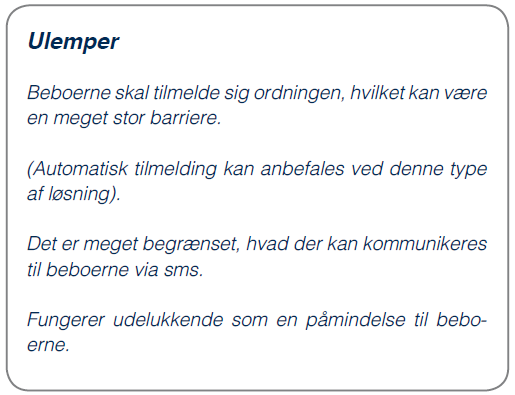 Ulemper
Beboerne skal tilmelde sig ordningen, hvilket kan være
en meget stor barriere.
(Automatisk tilmelding kan anbefales ved denne type
af løsning).
Det er meget begrænset, hvad der kan kommunikeres
til beboerne via sms.
Fungerer udelukkende som en påmindelse til bebo-
erne.